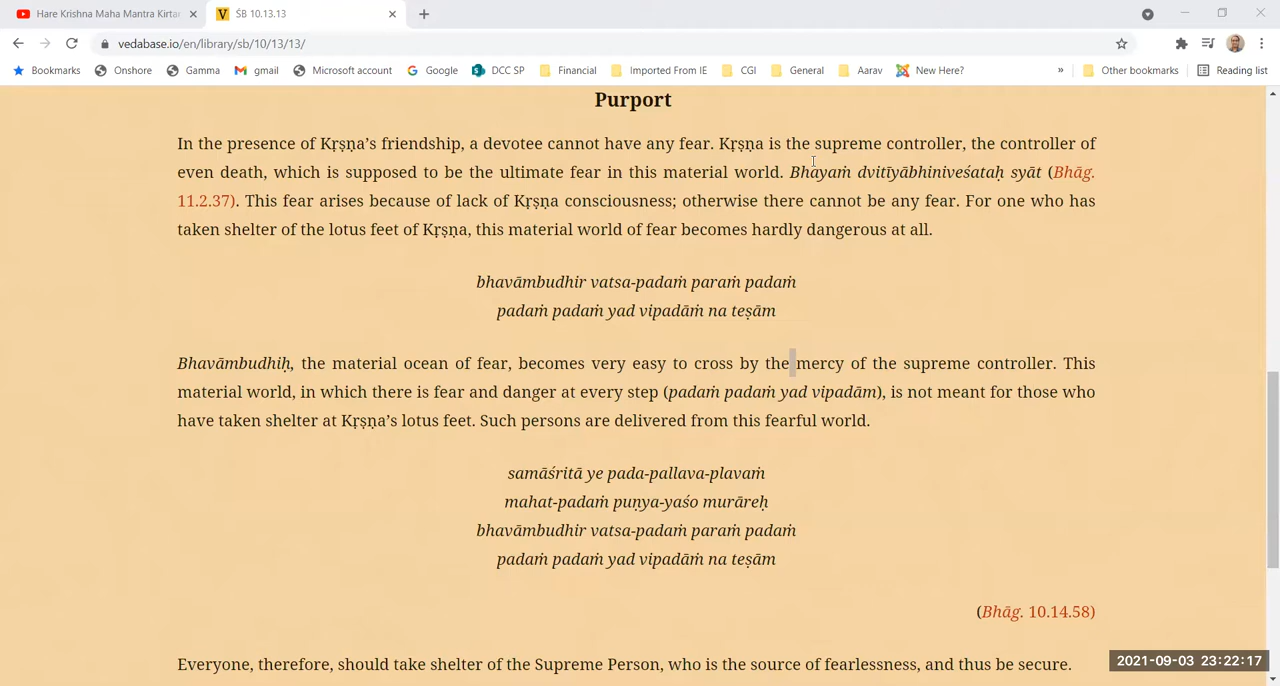 Hare Krishna Maha Mantra Kirtan
ŚB 10.13.13
vedabase.io/en/library/sb/10/13/13/
Bookmarks Onshore Gamma gmail Microsoft account Google DCC SP Financial Imported From IE CGI General Aarav New Here? » Other bookmarks Reading list
Purport
In the presence of Kṛṣṇa’s friendship, a devotee cannot have any fear. Kṛṣṇa is the supreme controller, the controller of
even death, which is supposed to be the ultimate fear in this material world. Bhayaṁ dvitīyābhiniveśataḥ syāt (Bhāg.
11.2.37). This fear arises because of lack of Kṛṣṇa consciousness; otherwise there cannot be any fear. For one who has
taken shelter of the lotus feet of Kṛṣṇa, this material world of fear becomes hardly dangerous at all.
bhavāmbudhir vatsa-padaṁ paraṁ padaṁ
padaṁ padaṁ yad vipadāṁ na teṣām
Bhavāmbudhiḥ, the material ocean of fear, becomes very easy to cross by the mercy of the supreme controller. This
material world, in which there is fear and danger at every step (padaṁ padaṁ yad vipadām), is not meant for those who
have taken shelter at Kṛṣṇa’s lotus feet. Such persons are delivered from this fearful world.
samāśritā ye pada-pallava-plavaṁ
mahat-padaṁ puṇya-yaśo murāreḥ
bhavāmbudhir vatsa-padaṁ paraṁ padaṁ
padaṁ padaṁ yad vipadāṁ na teṣām
(Bhāg. 10.14.58)
Everyone, therefore, should take shelter of the Supreme Person, who is the source of fearlessness, and thus be secure.
2021-09-03 23:22:17